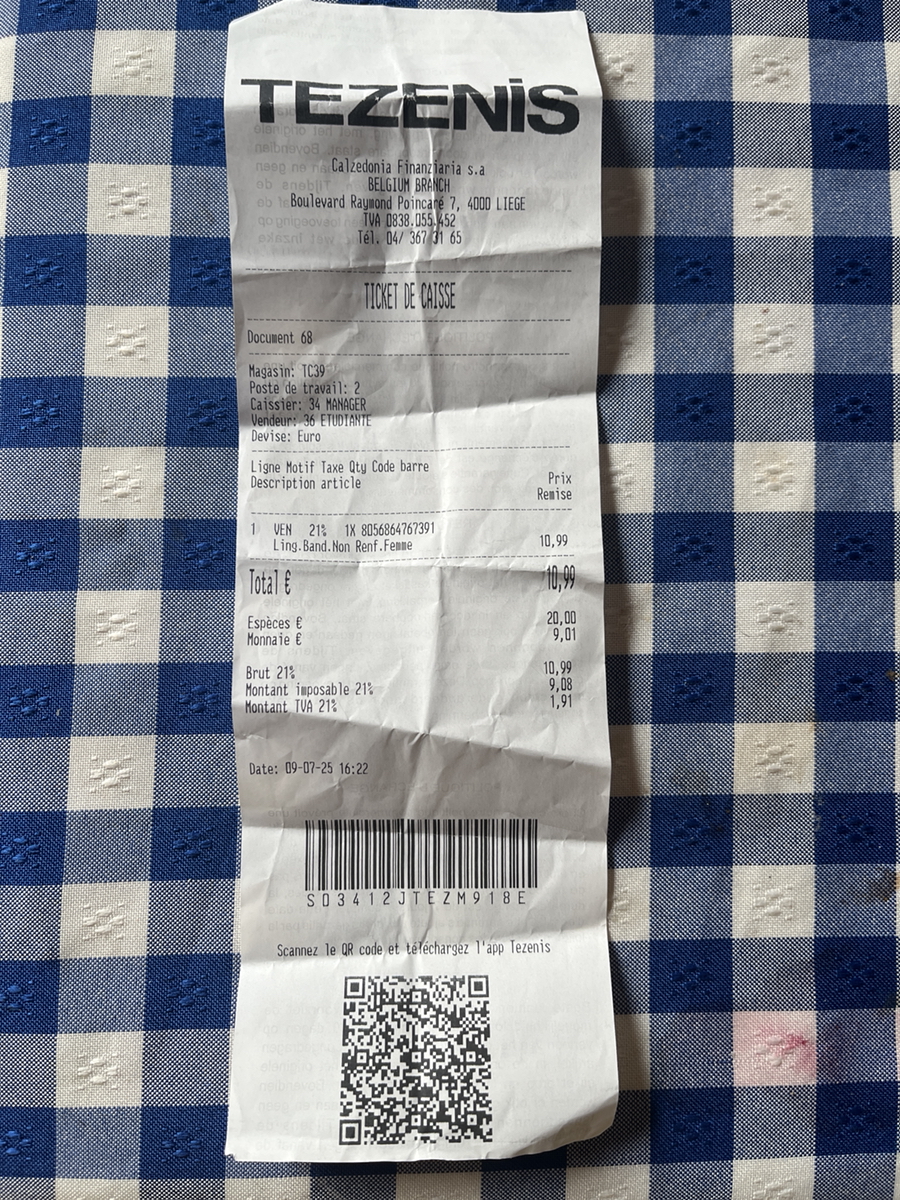 TEZENiS
Calzedonia Finanziaria s.a
BELGIUM BRANCH
Boulevard Raymond Poincaré 7, 4000 LIEGE
TVA 0838.055.452
Tél. 04/ 367 31 65
TICKET DE CAISSE
Document 68
Magasin: TC39
Poste de travail: 2
Caissier: 34 MANAGER
Vendeur: 36 ETUDIANTE
Devise: Euro
Ligne Motif Taxe Qty Code barre
Description article Prix
Remise
1 VEN 21% 1X 8056864767391
Ling.Band.Non Renf.Femme 10,99
Total € 10,99
Espèces € 20,00
Monnaie € 9,01
Brut 21% 10,99
Montant imposable 21% 9,08
Montant TVA 21% 1,91
Date: 09-07-25 16:22
S03412JTEZM918E
Scannez le QR code et téléchargez l'app Tezenis